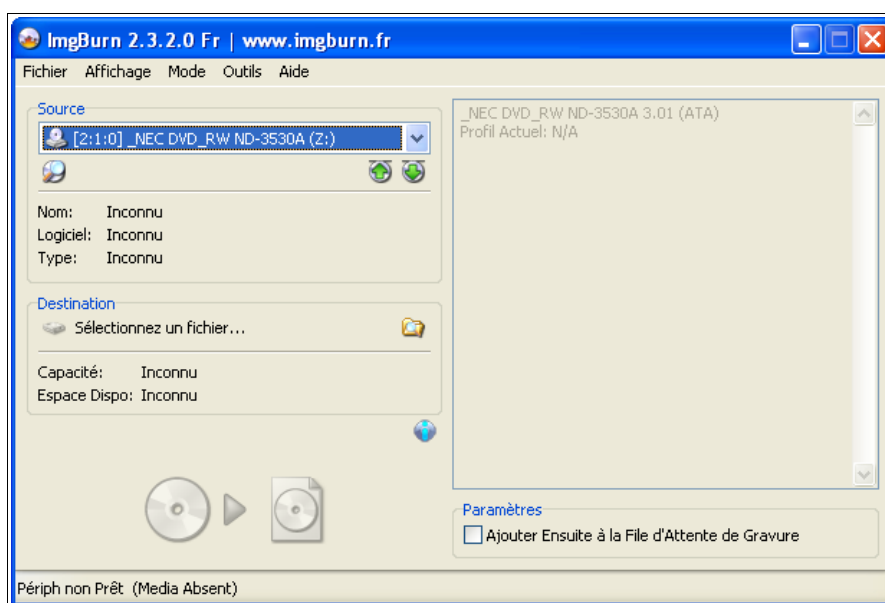 ImgBurn 2.3.2.0 Fr | www.imgburn.fr
Fichier Affichage Mode Outils Aide
Source
[2:1:0] _NEC DVD_RW ND-3530A (Z:)
Nom: Inconnu
Logiciel: Inconnu
Type: Inconnu
Destination
Sélectionnez un fichier...
Capacité: Inconnu
Espace Dispo: Inconnu
_NEC DVD_RW ND-3530A 3.01 (ATA)
Profil Actuel: N/A
Paramètres
Ajouter Ensuite à la File d'Attente de Gravure
Périph non Prêt (Media Absent)